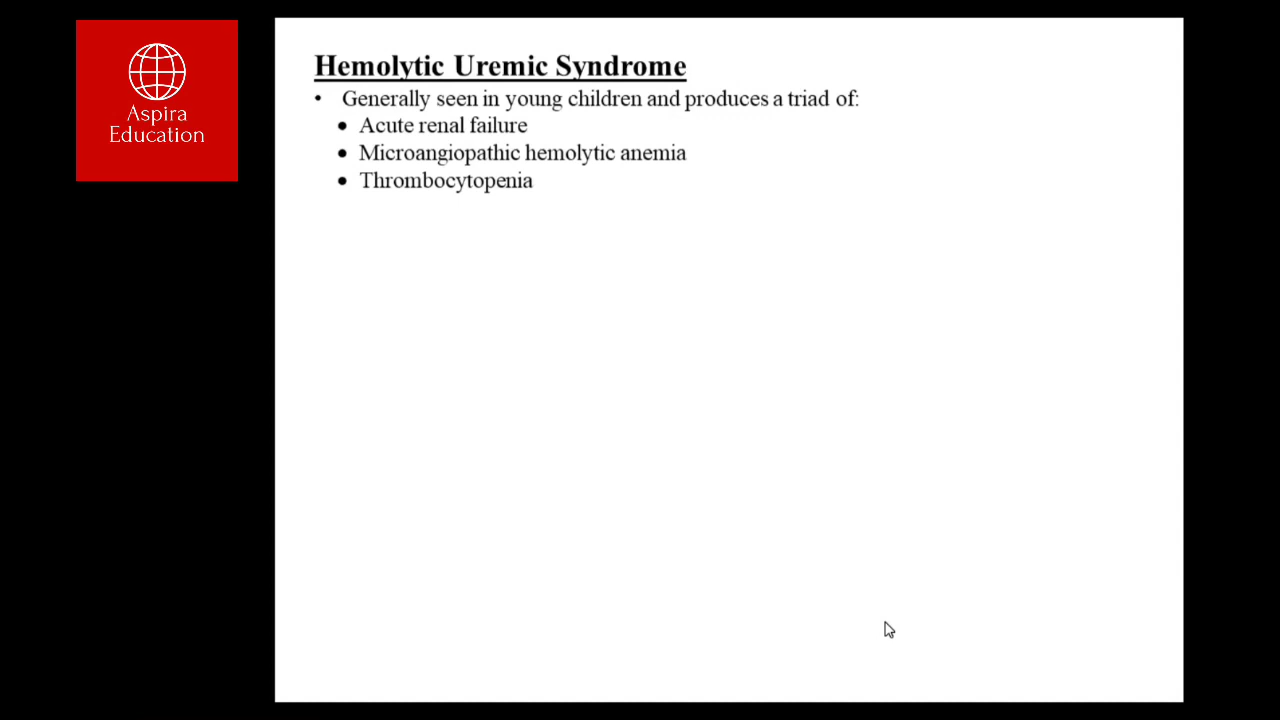 Aspira
Education
Hemolytic Uremic Syndrome
• Generally seen in young children and produces a triad of:
• Acute renal failure
• Microangiopathic hemolytic anemia
• Thrombocytopenia